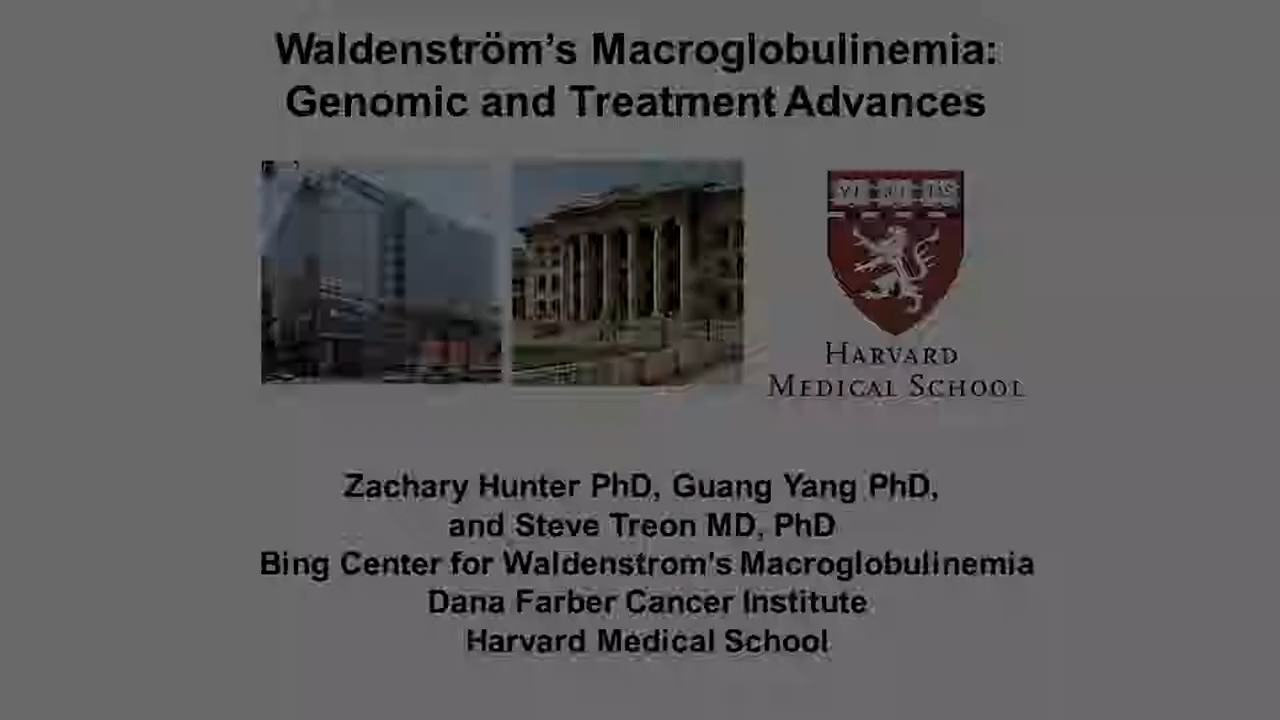 Waldenström's Macroglobulinemia:
Genomic and Treatment Advances
HARVARD
MEDICAL SCHOOL
Zachary Hunter PhD, Guang Yang PhD,
and Steve Treon MD, PhD
Bing Center for Waldenstrom's Macroglobulinemia
Dana Farber Cancer Institute
Harvard Medical School